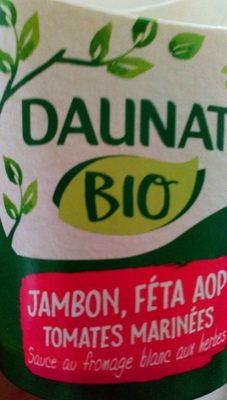 DAUNAT
BIO
JAMBON, FÉTA AOP
TOMATES MARINÉES
Sauce au fromage blanc aux herbes